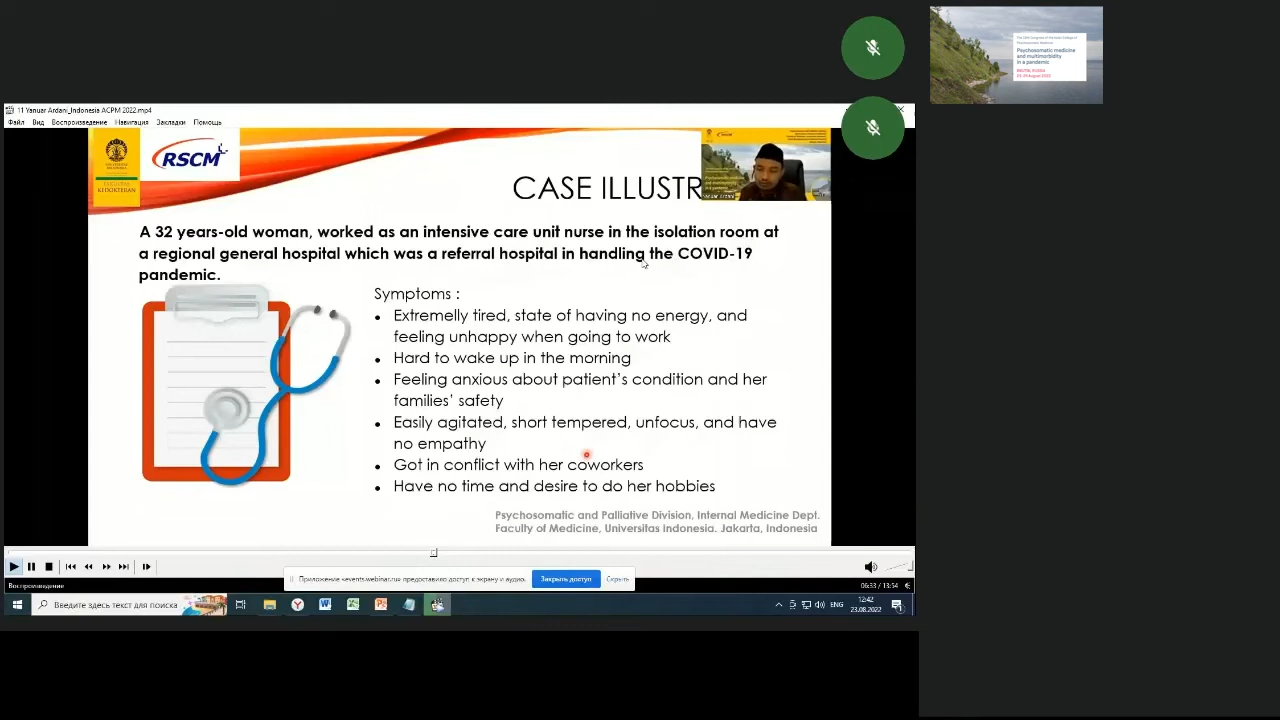 11 Yanuar Ardani_Indonesia ACPM 2022.mp4
Файл Вид Воспроизведение Навигация Закладки Помощь
RSCM
KEDOKTERAN
CASE ILLUSTR
A 32 years-old woman, worked as an intensive care unit nurse in the isolation room at
a regional general hospital which was a referral hospital in handling the COVID-19
pandemic.
Symptoms :
• Extremelly tired, state of having no energy, and
feeling unhappy when going to work
• Hard to wake up in the morning
• Feeling anxious about patient's condition and her
families' safety
• Easily agitated, short tempered, unfocus, and have
no empathy
• Got in conflict with her coworkers
• Have no time and desire to do her hobbies
Psychosomatic and Palliative Division, Internal Medicine Dept.
Faculty of Medicine, Universitas Indonesia. Jakarta, Indonesia
Приложение «events.webinar.ru» предоставило доступ к экрану и аудио.
Закрыть доступ
Скрыть
Воспроизведение
06:33 / 13:54
Введите здесь текст для поиска
ENG
12:42
23.08.2022
Psychosomatic medicine
and multimorbidity
in a pandemic